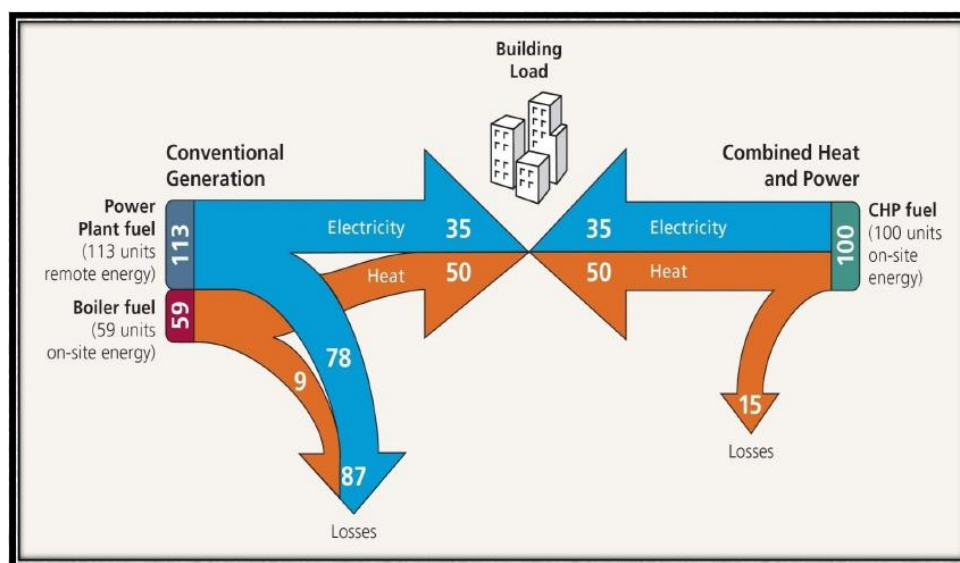 Building
Load
Conventional
Generation
Combined Heat
and Power
Power
Plant fuel
(113 units
remote energy)
113
Boiler fuel
(59 units
on-site energy)
59
Electricity 35
Heat 50
35 Electricity
50 Heat
100
CHP fuel
(100 units
on-site
energy)
78
9
87
Losses
15
Losses